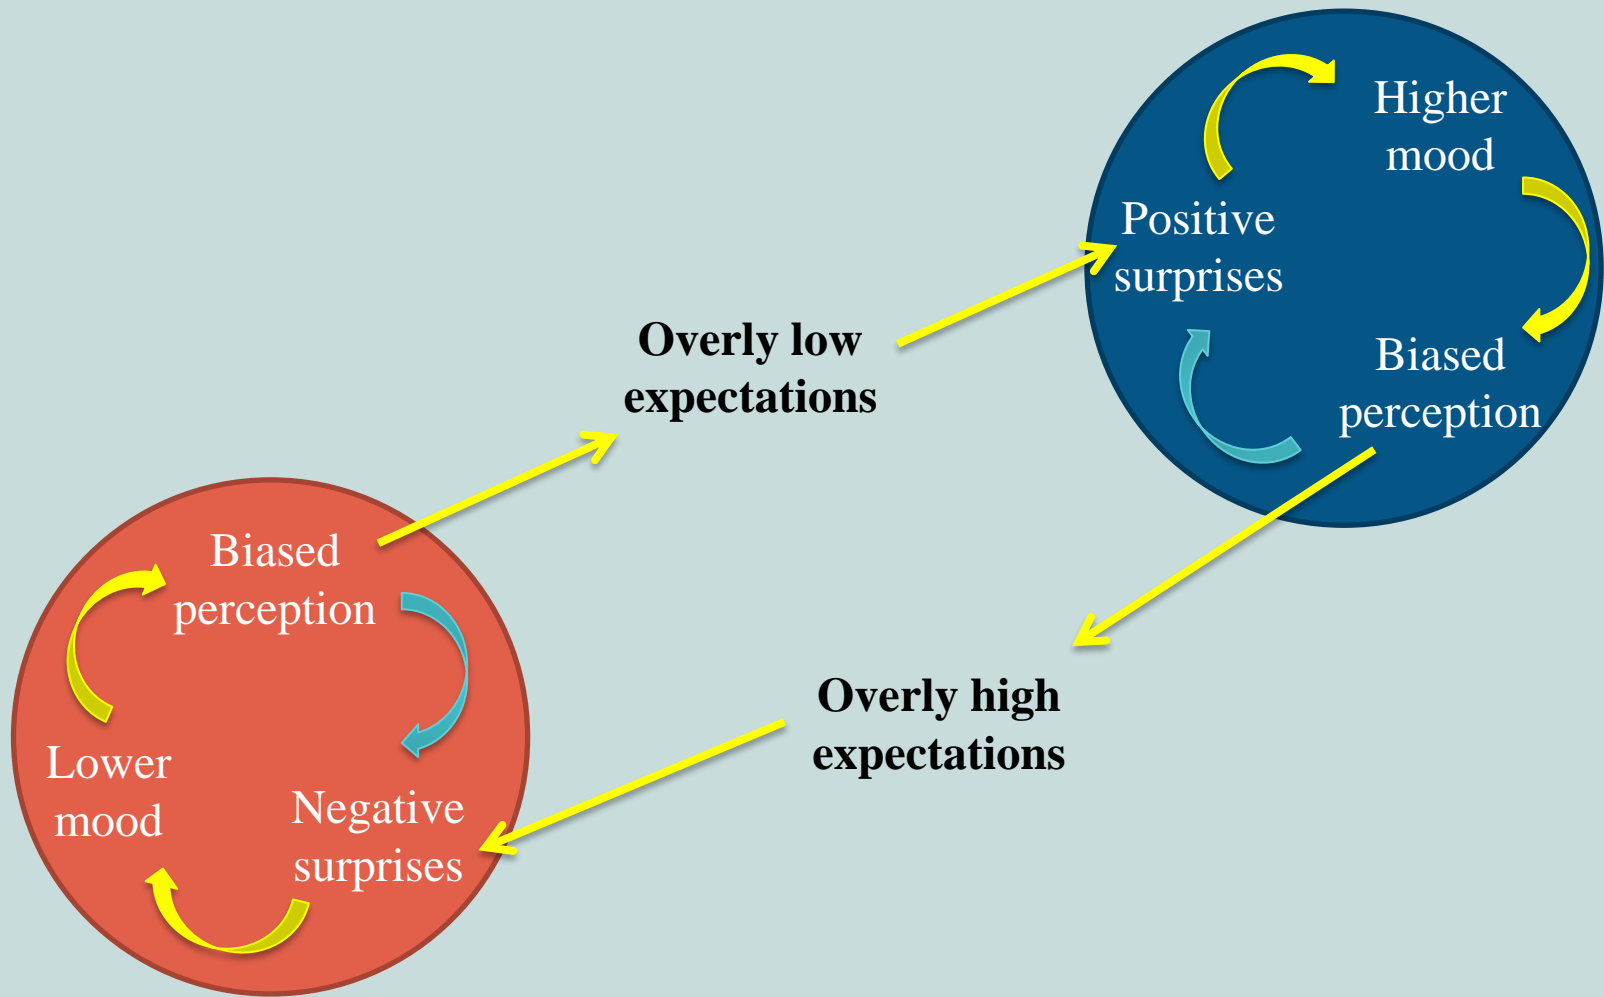 Higher
mood
Positive
surprises
Biased
perception
Overly low
expectations
Biased
perception
Lower
mood
Negative
surprises
Overly high
expectations